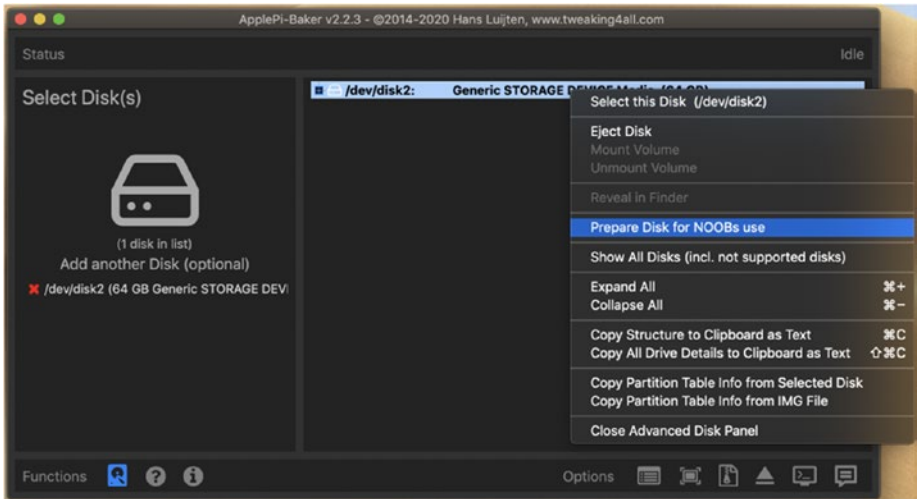 ApplePi-Baker v2.2.3 - ©2014-2020 Hans Luijten, www.tweaking4all.com
Status
Idle
Select Disk(s)
(1 disk in list)
Add another Disk (optional)
✖ /dev/disk2 (64 GB Generic STORAGE DEVI
/dev/disk2: Generic STORAGE DEVICE Media (64 GB)
Select this Disk (/dev/disk2)
Eject Disk
Mount Volume
Unmount Volume
Reveal in Finder
Prepare Disk for NOOBs use
Show All Disks (incl. not supported disks)
Expand All ⌘+
Collapse All ⌘-
Copy Structure to Clipboard as Text ⌘C
Copy All Drive Details to Clipboard as Text ⇧⌘C
Copy Partition Table Info from Selected Disk
Copy Partition Table Info from IMG File
Close Advanced Disk Panel
Functions
Options